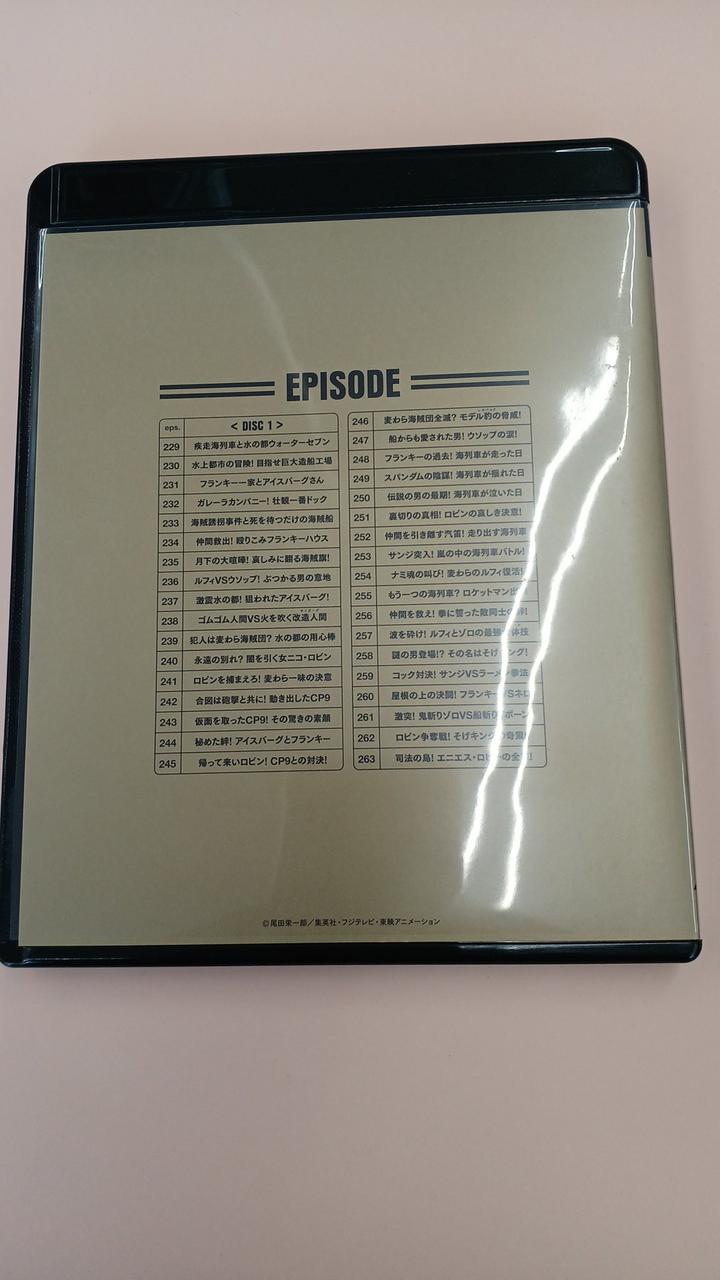 EPISODE
eps. < DISC 1 >
229 疾走海列車と水の都ウォーターセブン
230 水上都市の冒険! 目指せ巨大造船工場
231 フランキー一家とアイスバーグさん
232 ガレーラカンパニー! 壮観一番ドック
233 海賊誘拐事件と死を待つだけの海賊船
234 仲間救出! 殴りこみフランキーハウス
235 月下の大喧嘩! 哀しみに翻る海賊旗!
236 ルフィVSウソップ! ぶつかる男の意地
237 激震水の都! 狙われたアイスバーグ!
238 ゴムゴム人間VS火を吹く改造人間
239 犯人は麦わら海賊団? 水の都の用心棒
240 永遠の別れ? 闇を引く女ニコ・ロビン
241 ロビンを捕まえろ! 麦わら一味の決意
242 合図は砲撃と共に! 動き出したCP9
243 仮面を取ったCP9! その驚きの素顔
244 秘めた絆! アイスバーグとフランキー
245 帰って来いロビン! CP9との対決!
246 麦わら海賊団全滅? モデル豹の脅威!
247 船からも愛された男! ウソップの涙!
248 フランキーの過去! 海列車が走った日
249 スパンダムの陰謀! 海列車が揺れた日
250 伝説の男の最期! 海列車が泣いた日
251 裏切りの真相! ロビンの哀しき決意!
252 仲間を引き離す汽笛! 走り出す海列車
253 サンジ突入! 嵐の中の海列車バトル!
254 ナミ魂の叫び! 麦わらのルフィ復活!
255 もう一つの海列車? ロケットマン
256 仲間を救え! 拳に誓った敵同士の
257 波を砕け! ルフィとゾロの最強
258 謎の男登場!? その名はそげキング!
259 コック対決! サンジVSラーメン拳法
260 屋根の上の決闘! フランキーVSネロ
261 激突! 鬼斬りゾロVS船斬り
262 ロビン争奪戦! そげキングの
263 司法の島! エニエス・ロビーの
©尾田栄一郎/集英社・フジテレビ・東映アニメーション